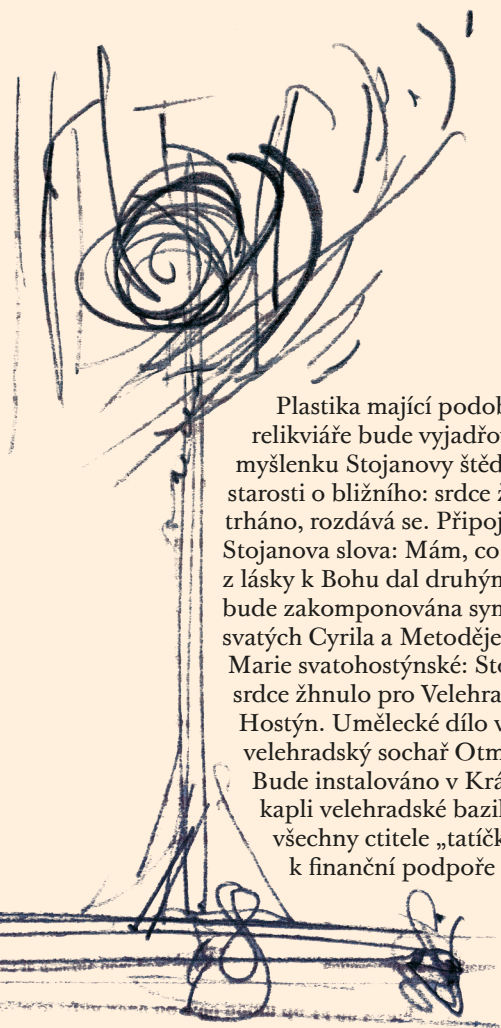 Plastika mající podob
relikviáře bude vyjadřov
myšlenku Stojanovy štěd
starosti o bližního: srdce ž
trháno, rozdává se. Připoj
Stojanova slova: Mám, co
z lásky k Bohu dal druhým
bude zakomponována sym
svatých Cyrila a Metoděje
Marie svatohostýnské: Sto
srdce žhnulo pro Velehra
Hostýn. Umělecké dílo v
velehradský sochař Otm
Bude instalováno v Krá
kapli velehradské bazil
všechny ctitele „tatíčk
k finanční podpoře